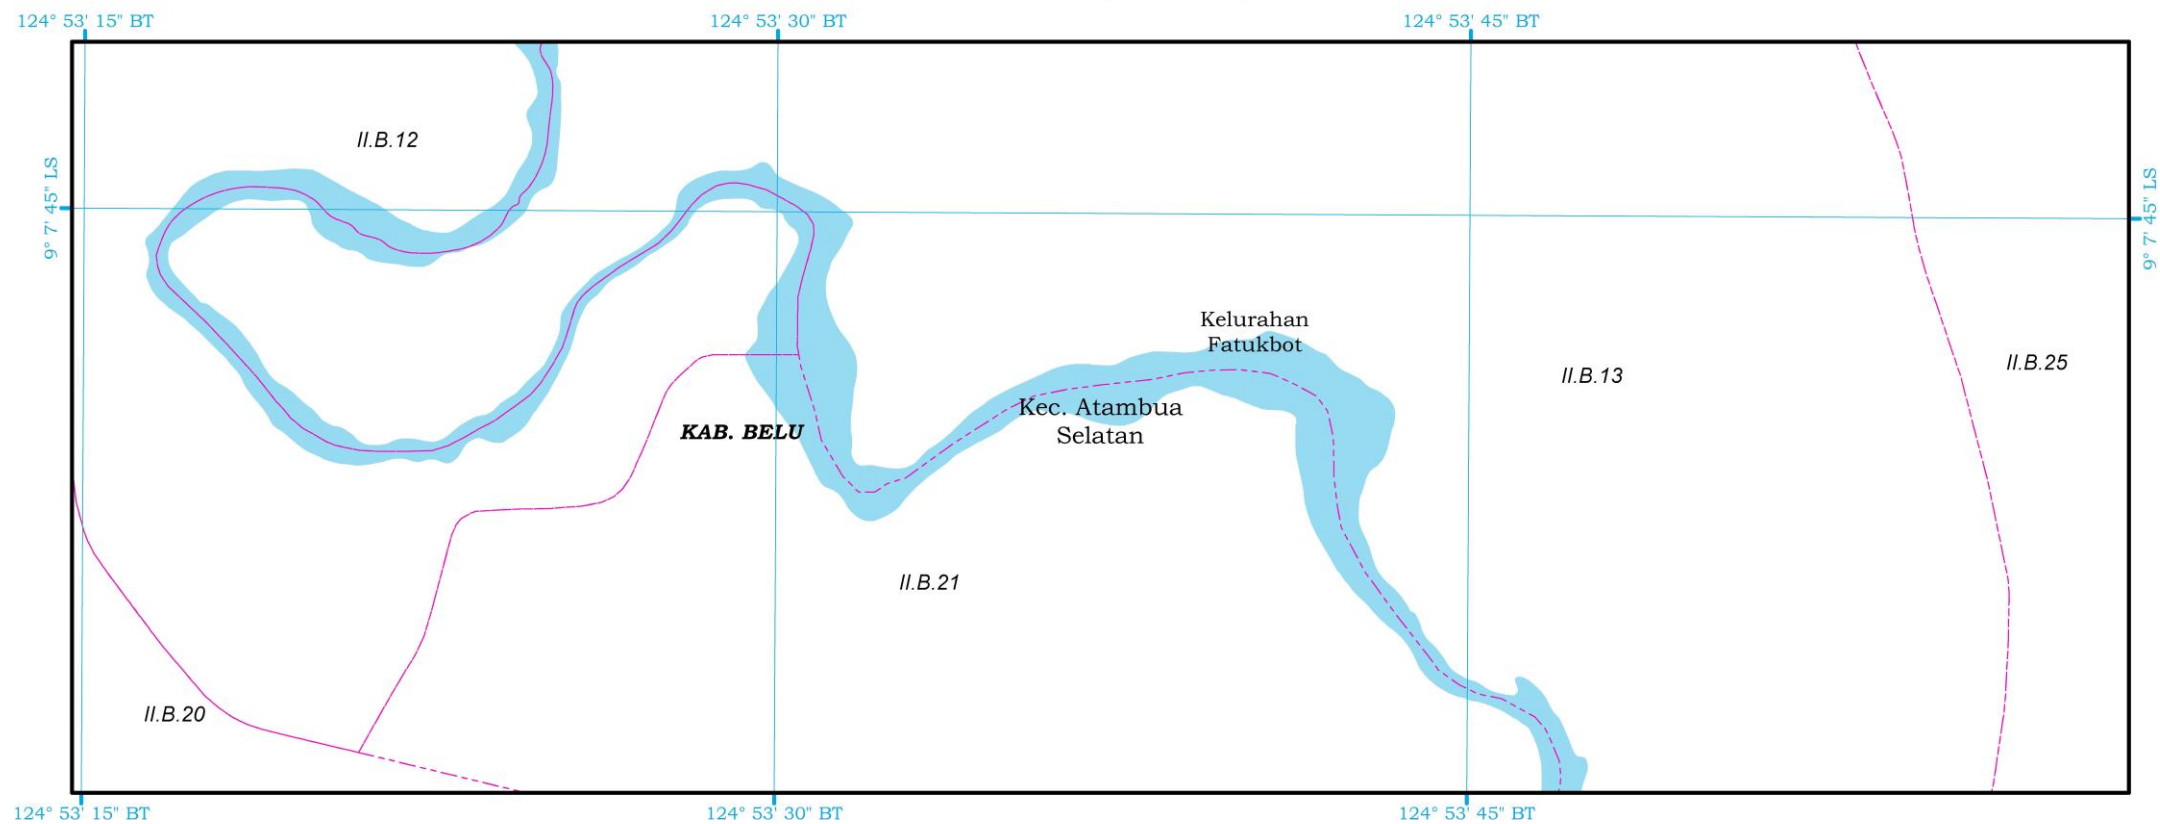 124° 53' 15" BT
124° 53' 30" BT
124° 53' 45" BT
II.B.12
9° 7' 45" LS
9° 7' 45" LS
Kelurahan
Fatukbot
II.B.13
II.B.25
Kec. Atambua
Selatan
KAB. BELU
II.B.21
II.B.20
124° 53' 15" BT
124° 53' 30" BT
124° 53' 45" BT